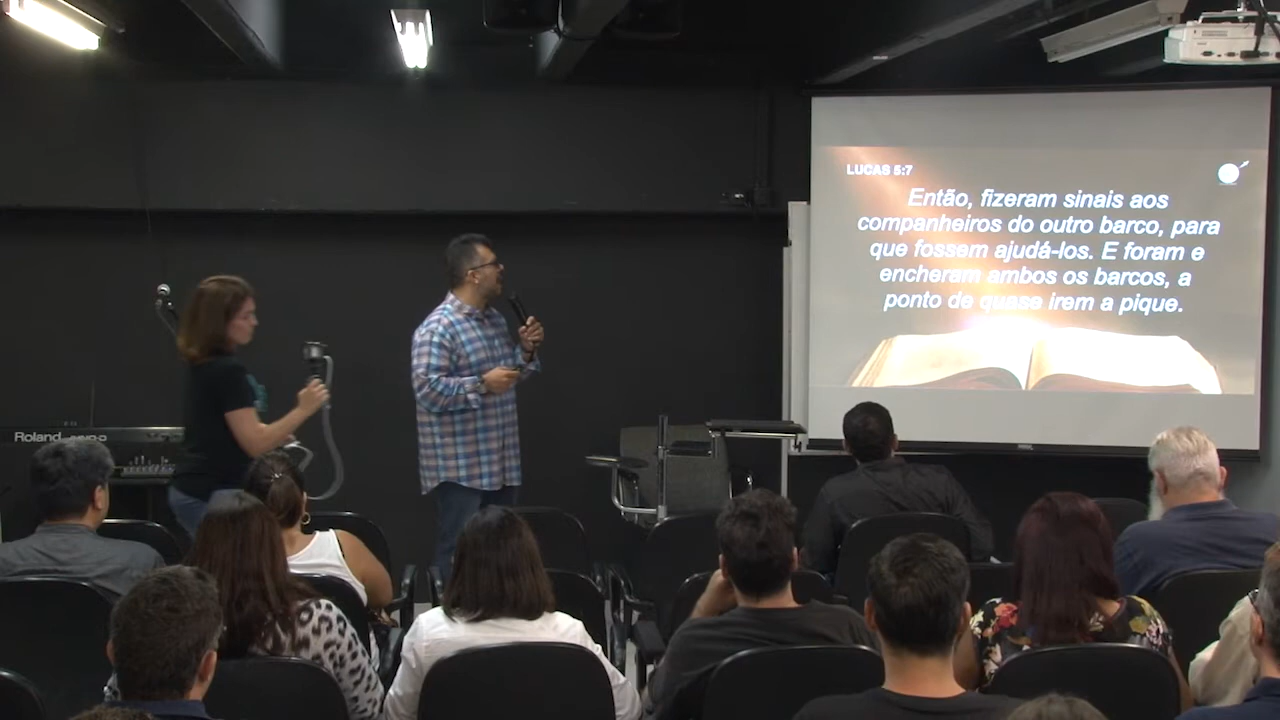 LUCAS 5:7
Então, fizeram sinais aos
companheiros do outro barco, para
que fossem ajudá-los. E foram e
encheram ambos os barcos, a
ponto de quase irem a pique.
Roland